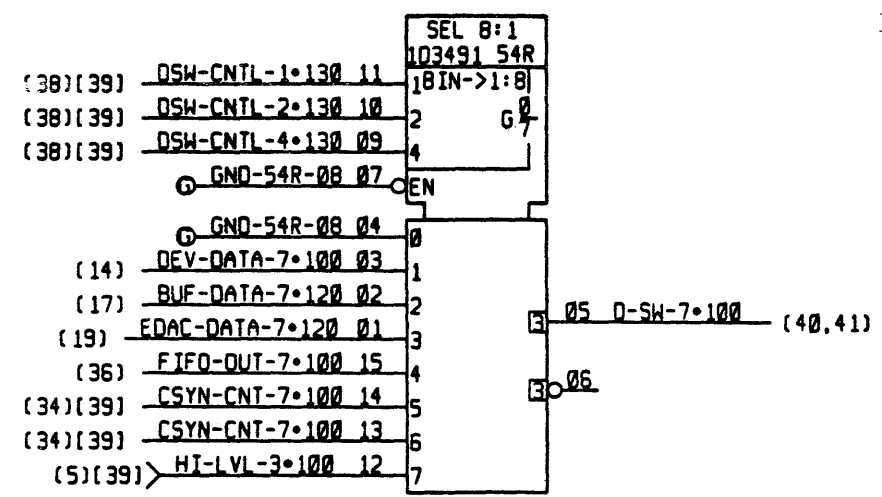 SEL 8:1
103491 54R
(38)(39) DSW-CNTL-1•130 11 1 BIN->1:8
(38)(39) DSW-CNTL-2•130 10 2 G 0/7
(38)(39) DSW-CNTL-4•130 09 4
G GND-54R-08 07 EN
G GND-54R-08 04 0
(14) DEV-DATA-7•100 03 1
(17) BUF-DATA-7•120 02 2
3 05 D-SW-7•100 (40,41)
(19) EDAC-DATA-7•120 01 3
(36) FIFO-OUT-7•100 15 4
3 06
(34)(39) CSYN-CNT-7•100 14 5
(34)(39) CSYN-CNT-7•100 13 6
(5)(39) HI-LVL-3•100 12 7